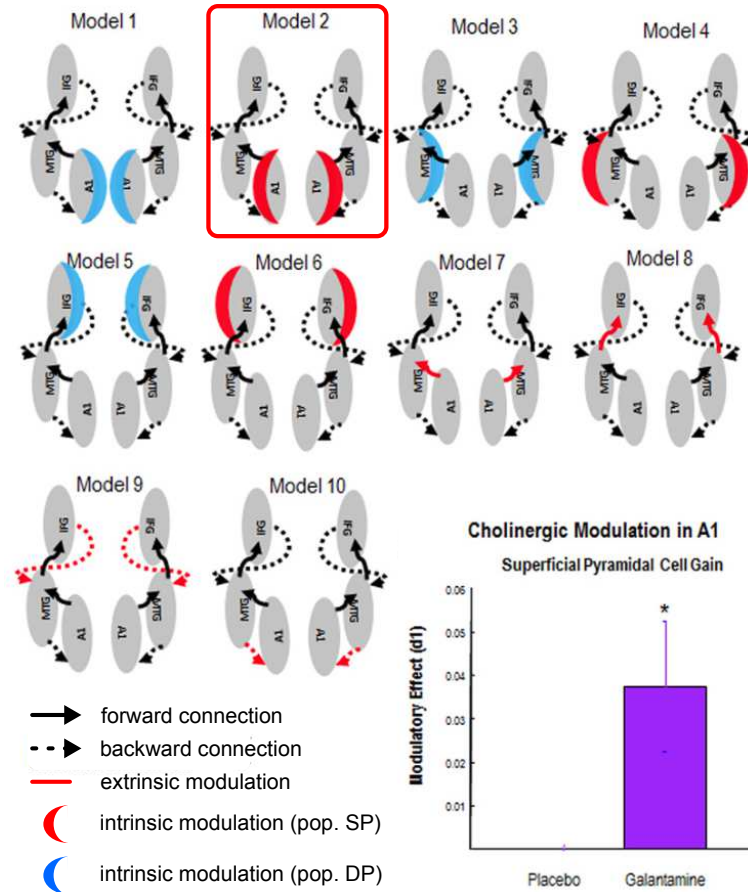 Model 1
IFG IFG
MTG MTG
A1 A1
Model 2
IFG IFG
MTG MTG
A1 A1
Model 3
IFG IFG
MTG MTG
A1 A1
Model 4
IFG IFG
MTG MTG
A1 A1
Model 5
IFG IFG
MTG MTG
A1 A1
Model 6
IFG IFG
MTG MTG
A1 A1
Model 7
IFG IFG
MTG MTG
A1 A1
Model 8
IFG IFG
MTG MTG
A1 A1
Model 9
IFG IFG
MTG MTG
A1 A1
Model 10
IFG IFG
MTG MTG
A1 A1
forward connection
backward connection
extrinsic modulation
intrinsic modulation (pop. SP)
intrinsic modulation (pop. DP)
Cholinergic Modulation in A1
Superficial Pyramidal Cell Gain
Modulatory Effect (d1)
0.06
0.05
0.04
0.03
0.02
0.01
*
Placebo Galantamine